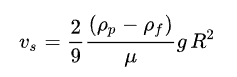 v_s = \frac{2}{9} \frac{(\rho_p - \rho_f)}{\mu} g R^2